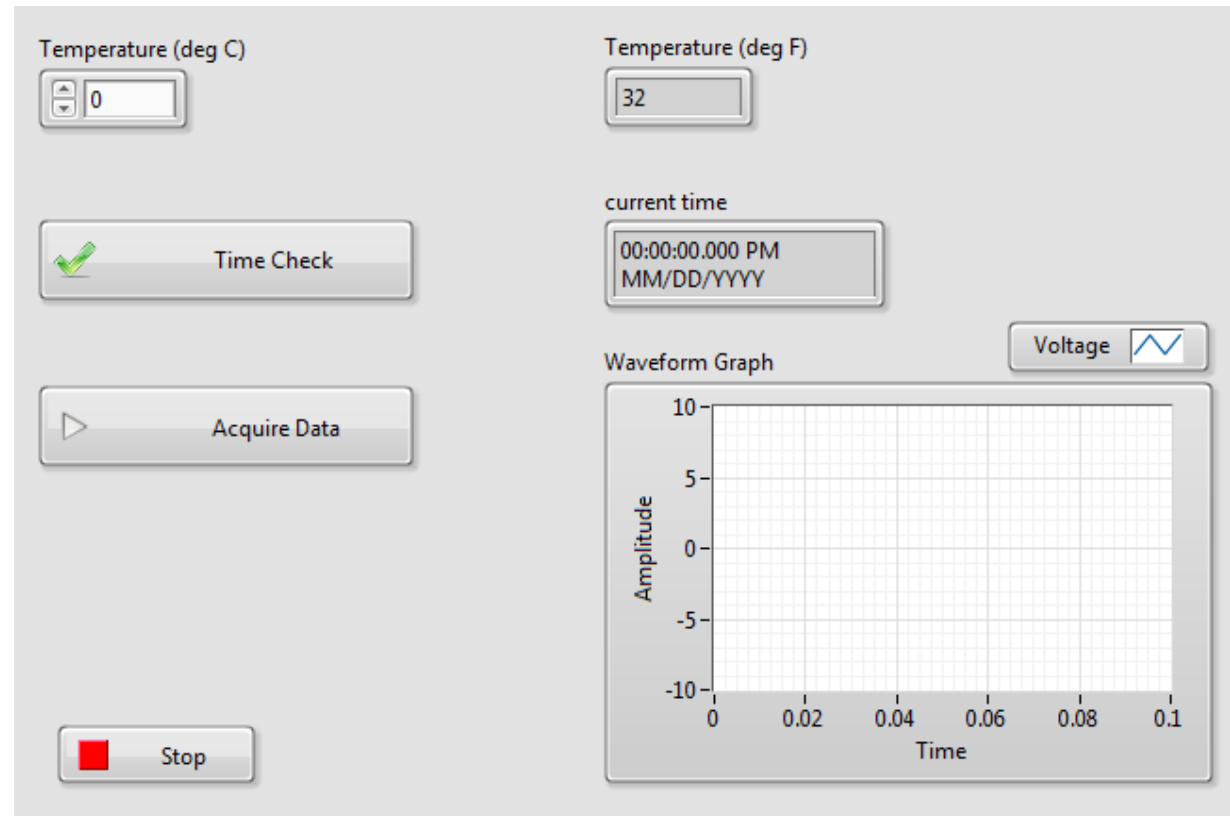 Temperature (deg C)
0
Temperature (deg F)
32
Time Check
current time
00:00:00.000 PM
MM/DD/YYYY
Acquire Data
Voltage
Waveform Graph
10
5
0
-5
-10
Amplitude
0 0.02 0.04 0.06 0.08 0.1
Time
Stop